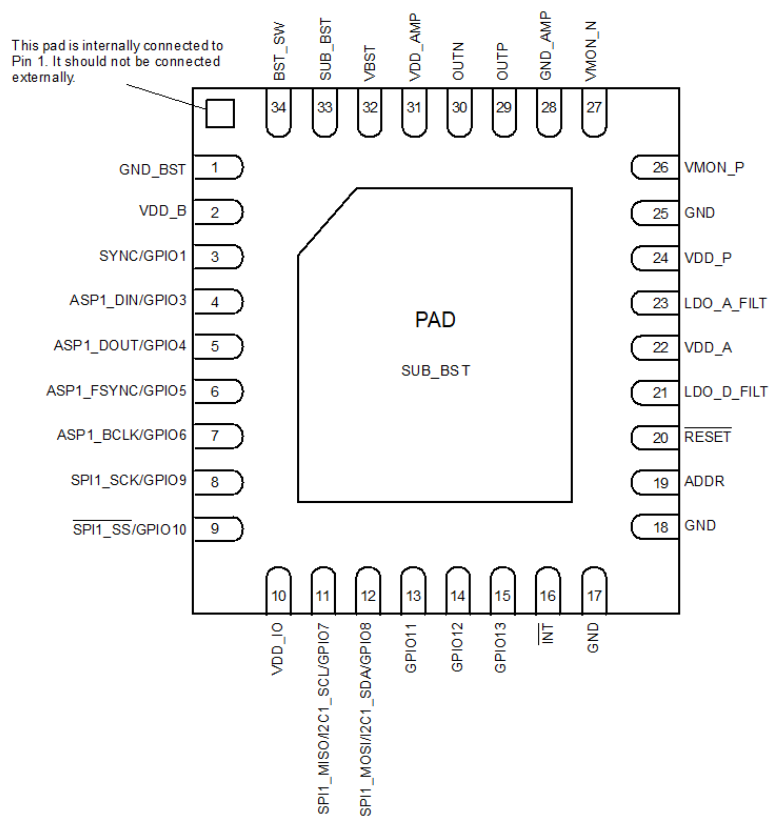 This pad is internally connected to
Pin 1. It should not be connected
externally.
BST_SW
SUB_BST
VBST
VDD_AMP
OUTN
OUTP
GND_AMP
VMON_N
34
33
32
31
30
29
28
27
GND_BST 1
VDD_B 2
SYNC/GPIO1 3
ASP1_DIN/GPIO3 4
ASP1_DOUT/GPIO4 5
ASP1_FSYNC/GPIO5 6
ASP1_BCLK/GPIO6 7
SPI1_SCK/GPIO9 8
SPI1_SS/GPIO10 9
PAD
SUB_BST
26 VMON_P
25 GND
24 VDD_P
23 LDO_A_FILT
22 VDD_A
21 LDO_D_FILT
20 RESET
19 ADDR
18 GND
10
11
12
13
14
15
16
17
VDD_IO
SPI1_MISO/I2C1_SCL/GPIO7
SPI1_MOSI/I2C1_SDA/GPIO8
GPIO11
GPIO12
GPIO13
INT
GND